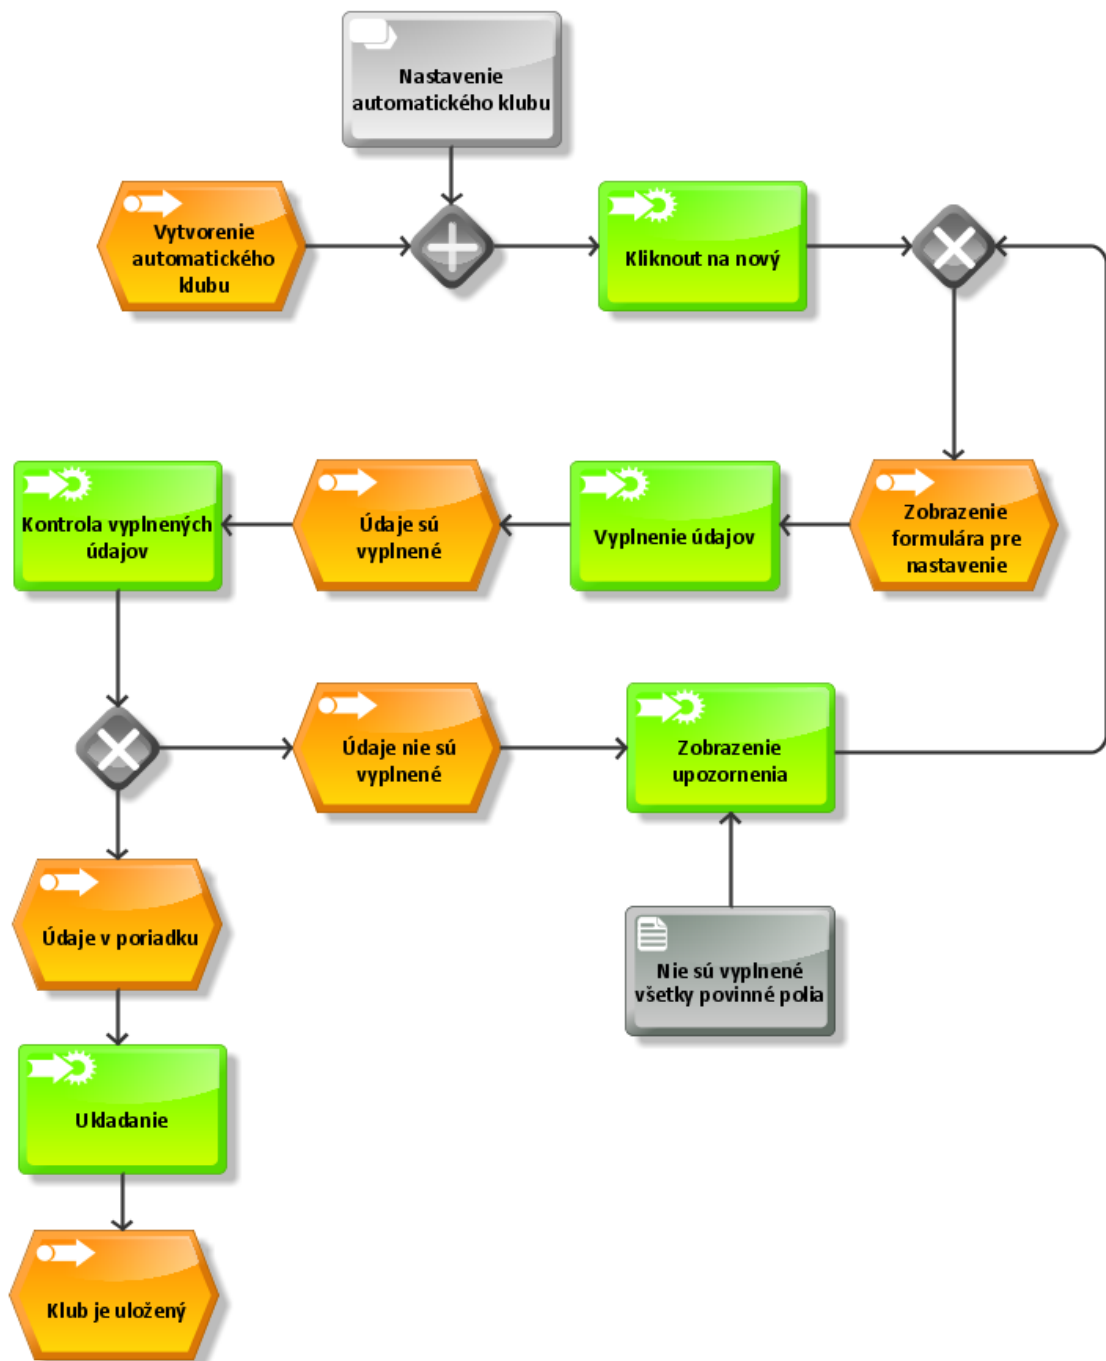 Nastavenie
automatického klubu
Vytvorenie
automatického
klubu
Kliknout na nový
Kontrola vyplnených
údajov
Údaje sú
vyplnené
Vyplnenie údajov
Zobrazenie
formulára pre
nastavenie
Údaje nie sú
vyplnené
Zobrazenie
upozornenia
Údaje v poriadku
Nie sú vyplnené
všetky povinné polia
Ukladanie
Klub je uložený